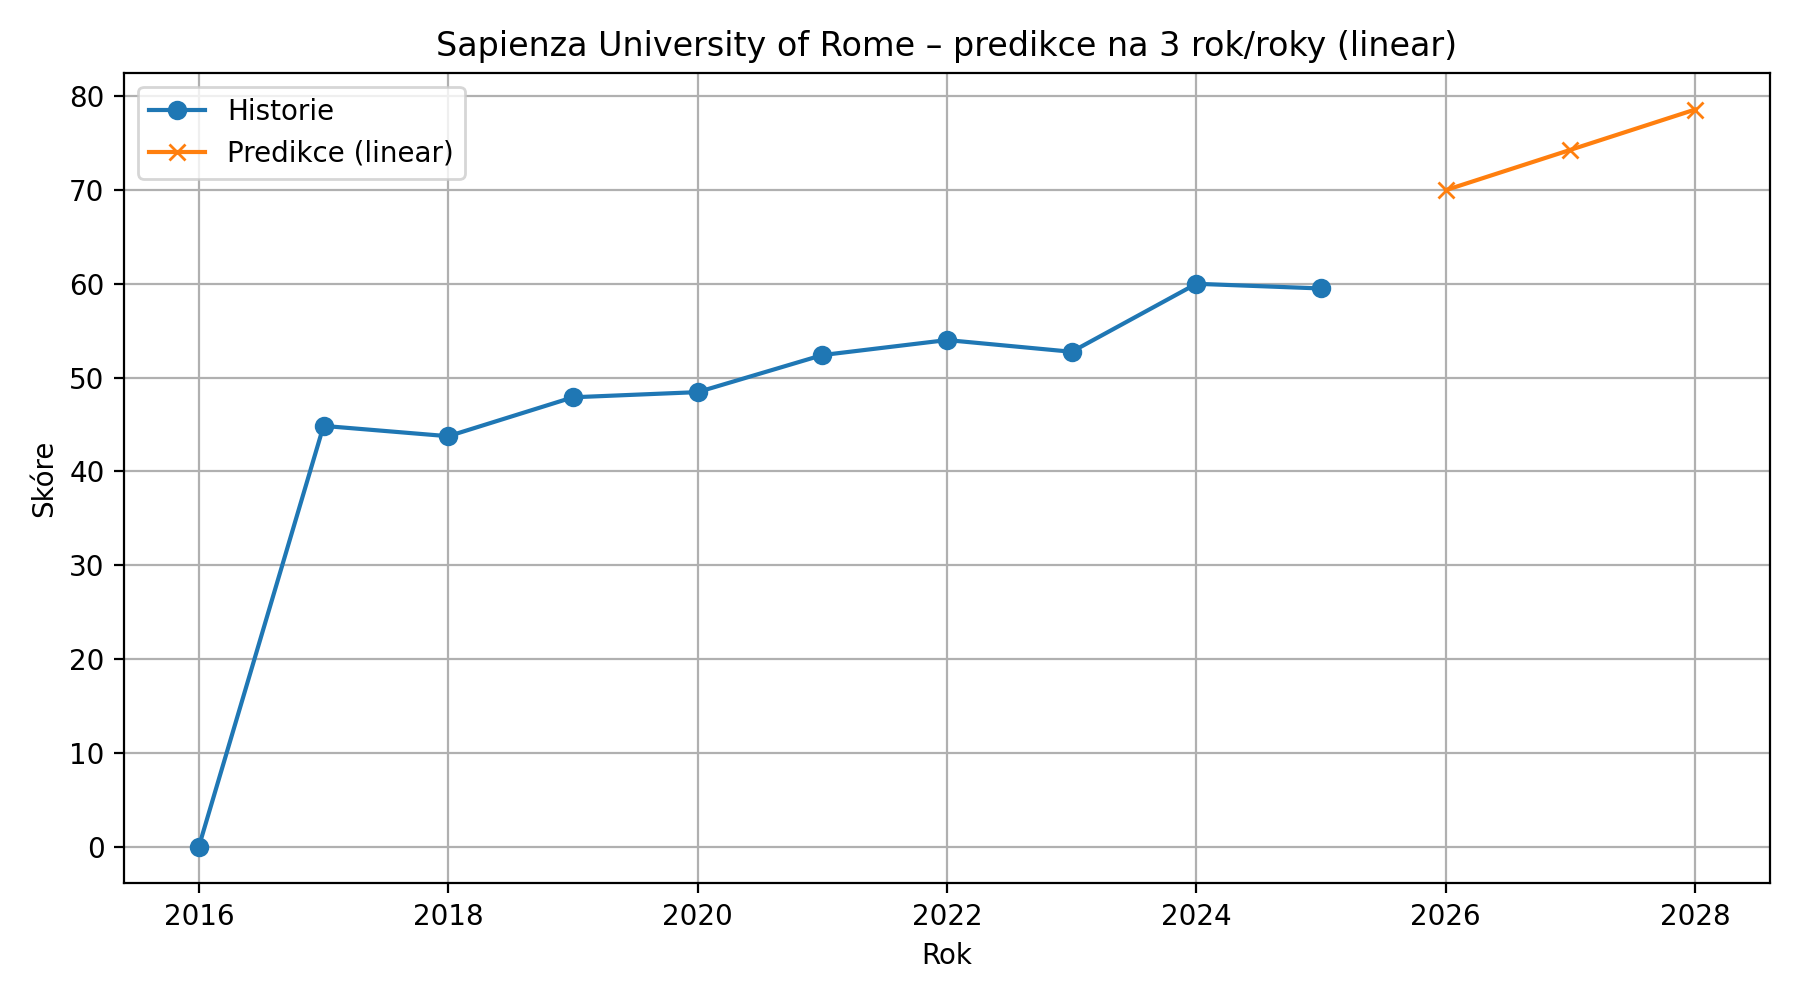 Sapienza University of Rome – predikce na 3 rok/roky (linear)
Historie
Predikce (linear)
80
70
60
50
40
30
20
10
0
Skóre
2016 2018 2020 2022 2024 2026 2028
Rok